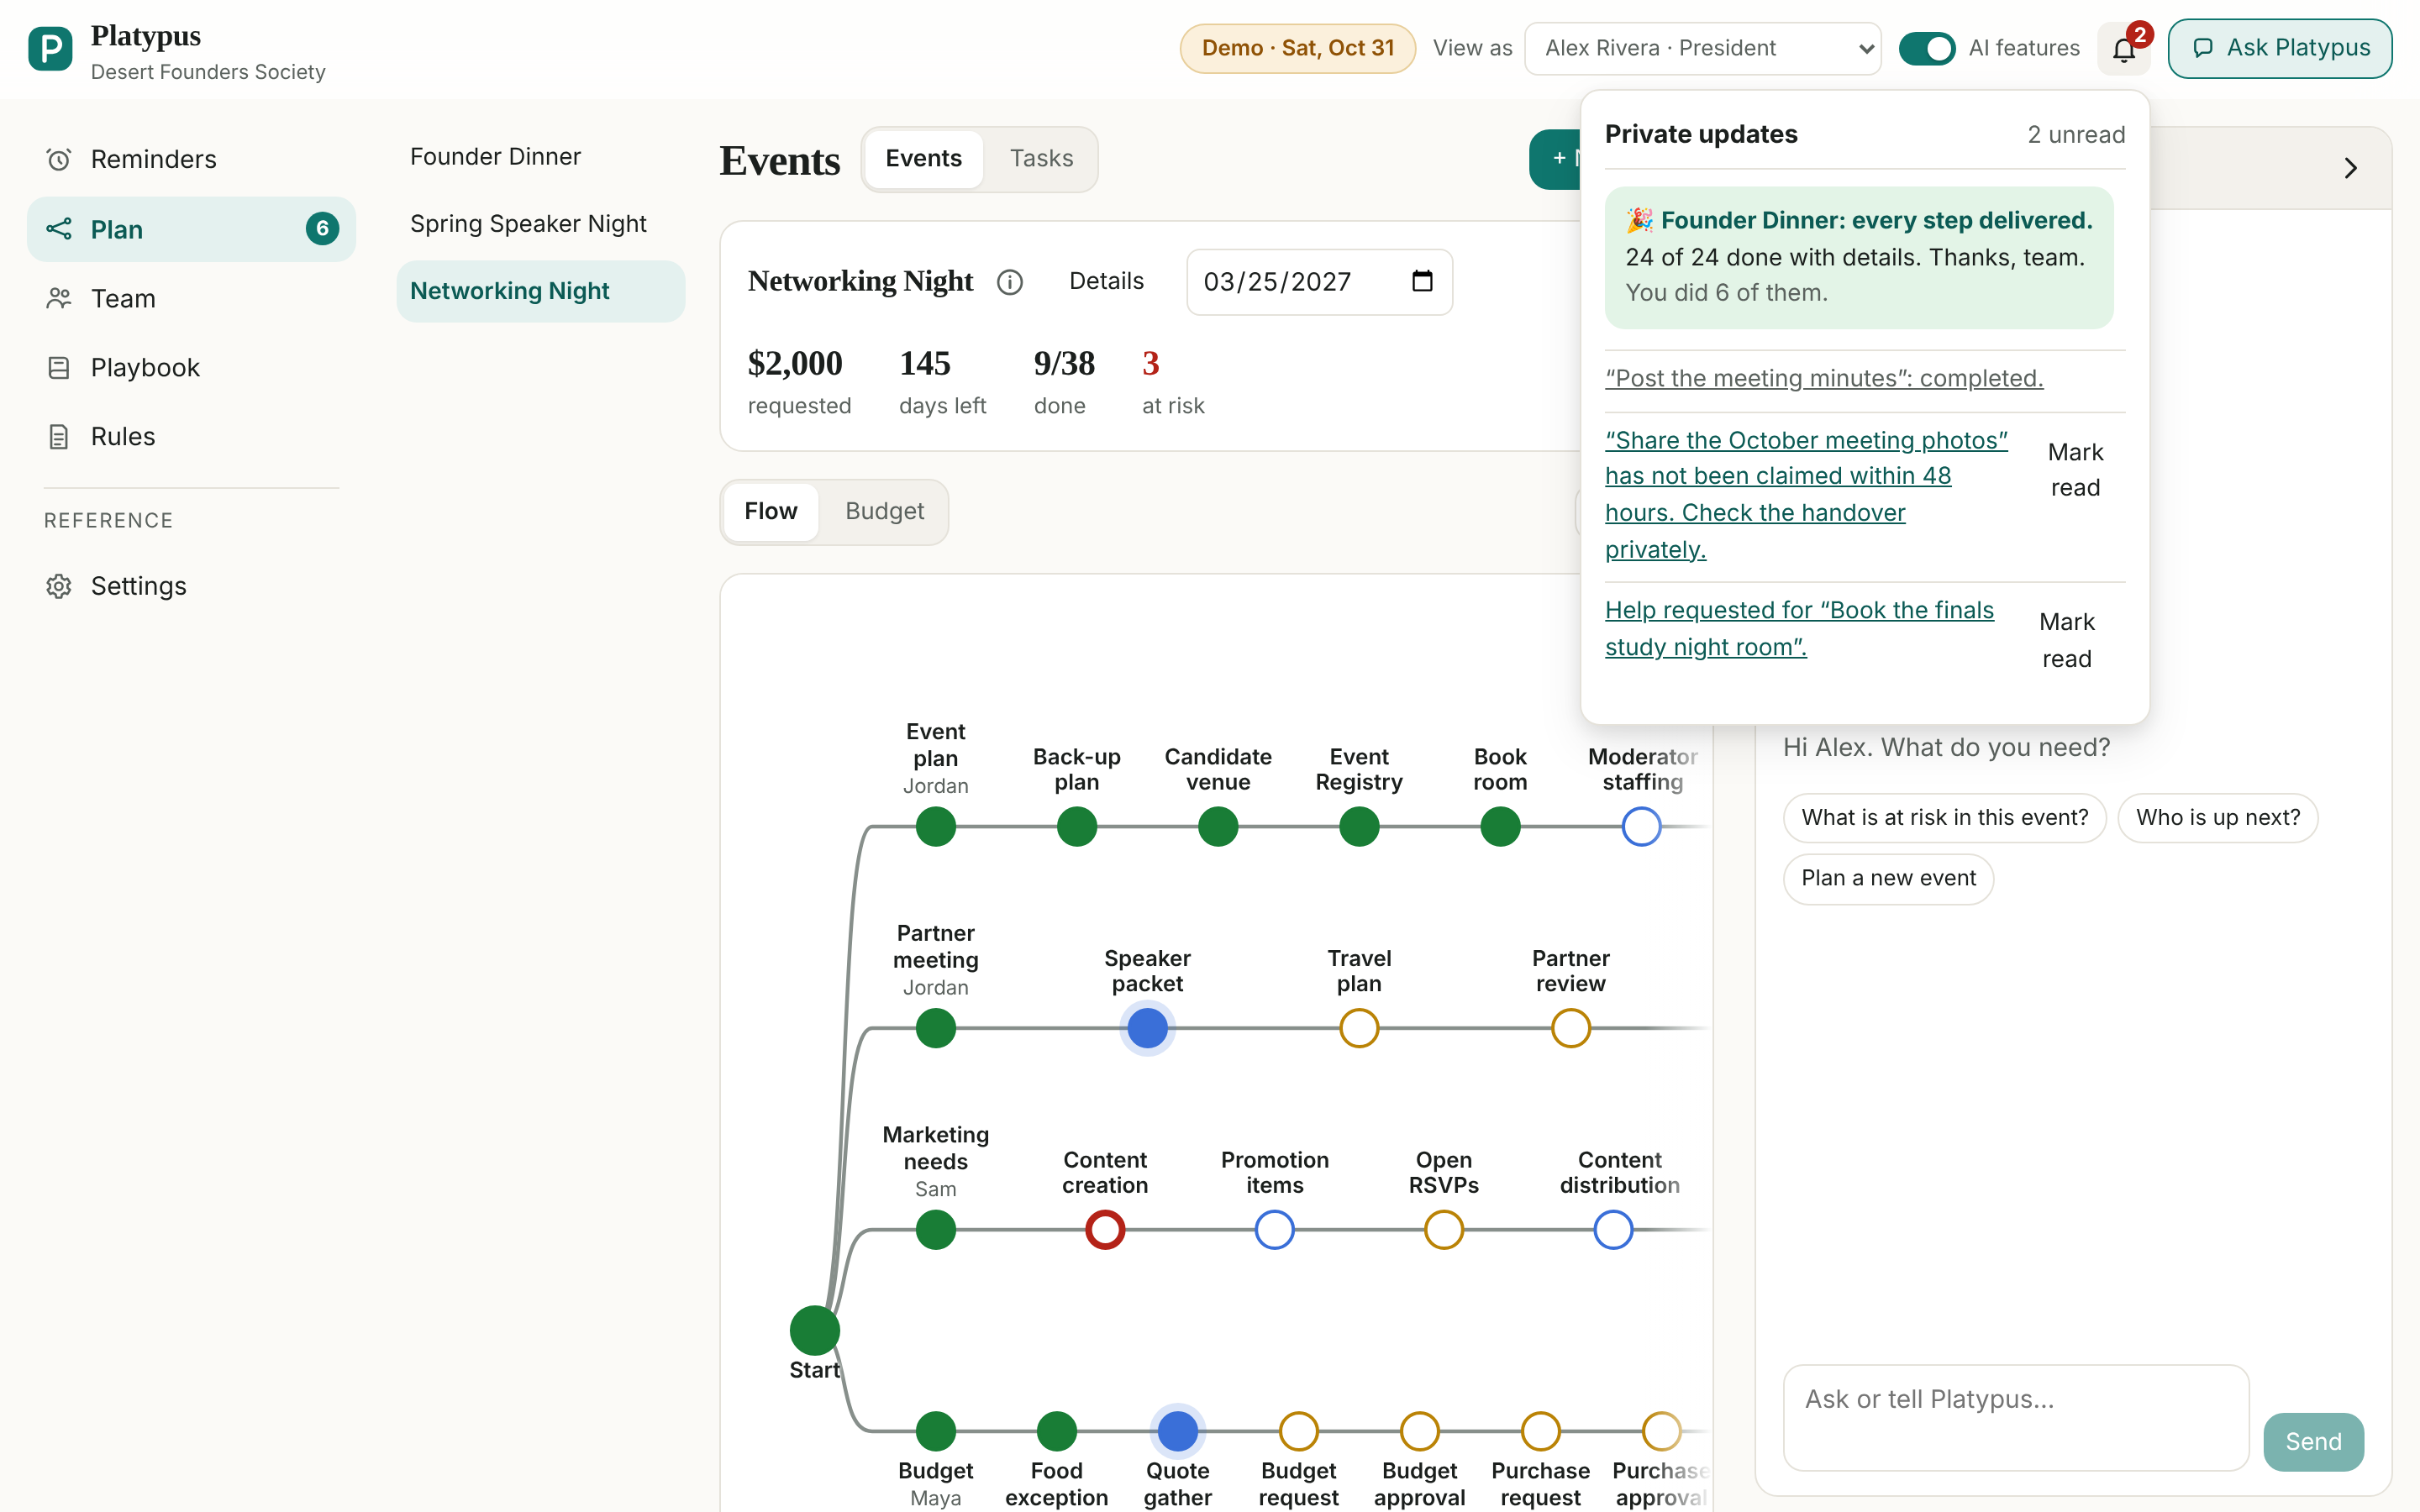 Platypus
Desert Founders Society
Demo · Sat, Oct 31
View as
Alex Rivera · President
AI features
2
Ask Platypus
Reminders
Plan
6
Team
Playbook
Rules
REFERENCE
Settings
Founder Dinner
Spring Speaker Night
Networking Night
Events
Events
Tasks
+
Networking Night
Details
03/25/2027
$2,000
requested
145
days left
9/38
done
3
at risk
Flow
Budget
Private updates
2 unread
🎉 Founder Dinner: every step delivered.
24 of 24 done with details. Thanks, team.
You did 6 of them.
“Post the meeting minutes”: completed.
“Share the October meeting photos”
has not been claimed within 48
hours. Check the handover
privately.
Mark
read
Help requested for “Book the finals
study night room”.
Mark
read
Event
plan
Jordan
Back-up
plan
Candidate
venue
Event
Registry
Book
room
Moderator
staffing
Partner
meeting
Jordan
Speaker
packet
Travel
plan
Partner
review
Marketing
needs
Sam
Content
creation
Promotion
items
Open
RSVPs
Content
distribution
Start
Budget
Maya
Food
exception
Quote
gather
Budget
request
Budget
approval
Purchase
request
Purchase
approval
Hi Alex. What do you need?
What is at risk in this event?
Who is up next?
Plan a new event
Ask or tell Platypus...
Send